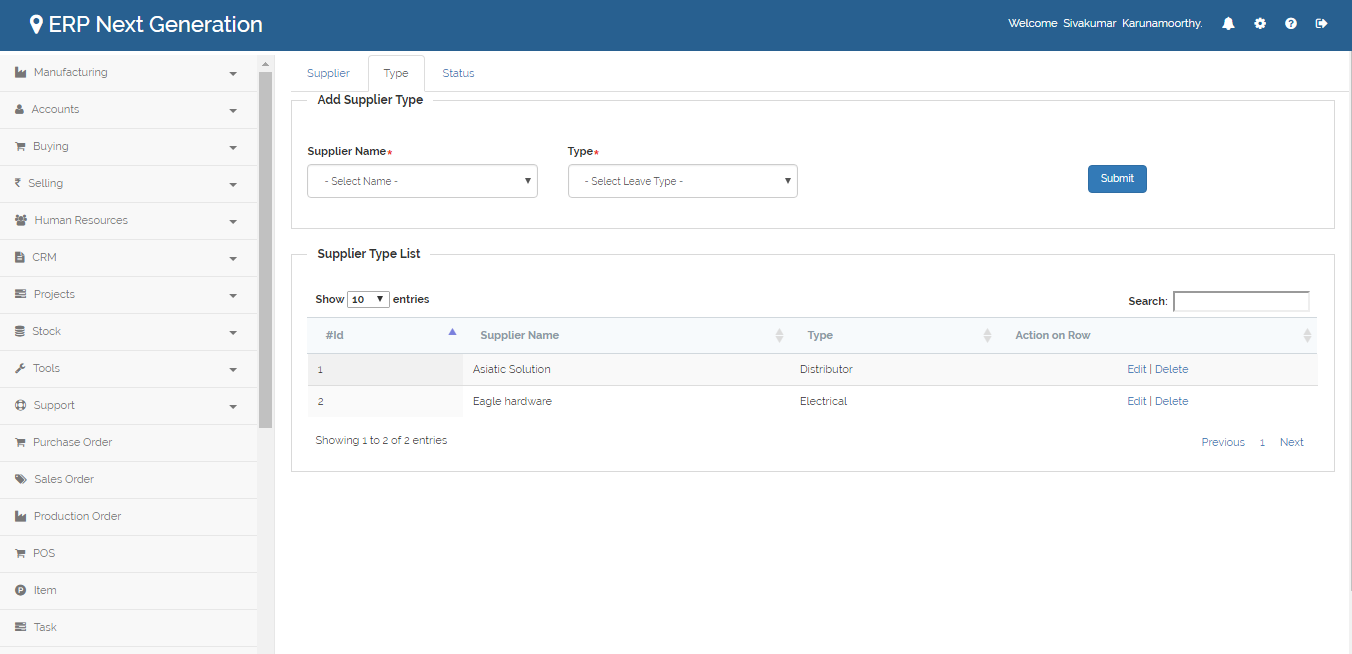 ERP Next Generation
Welcome Sivakumar Karunamoorthy.
Manufacturing
Accounts
Buying
Selling
Human Resources
CRM
Projects
Stock
Tools
Support
Purchase Order
Sales Order
Production Order
POS
Item
Task
Supplier Type Status
Add Supplier Type
Supplier Name* Type*
- Select Name - - Select Leave Type - Submit
Supplier Type List
Show 10 entries Search:
#Id Supplier Name Type Action on Row
1 Asiatic Solution Distributor Edit | Delete
2 Eagle hardware Electrical Edit | Delete
Showing 1 to 2 of 2 entries Previous 1 Next